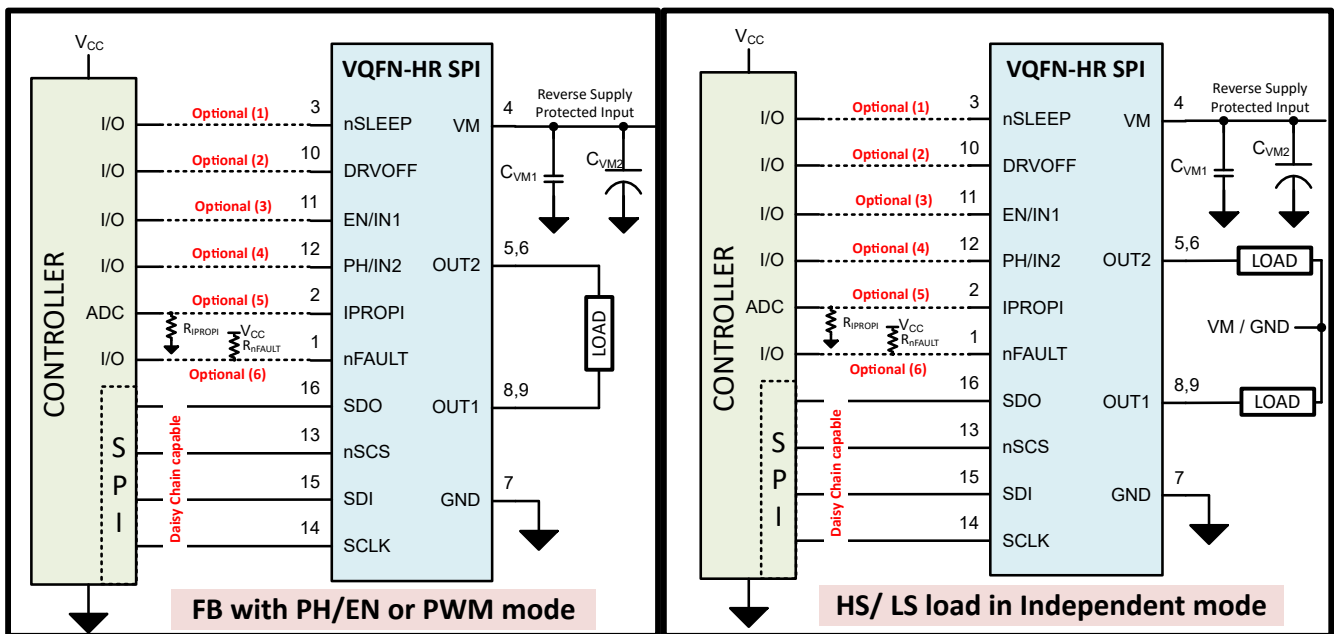 VCC
CONTROLLER
I/O
I/O
I/O
I/O
ADC
I/O
S
P
I
Optional (1)
Optional (2)
Optional (3)
Optional (4)
Optional (5)
RIPROPI
VCC
RnFAULT
Optional (6)
Daisy Chain capable
3
10
11
12
2
1
16
13
15
14
VQFN-HR SPI
nSLEEP
DRVOFF
EN/IN1
PH/IN2
IPROPI
nFAULT
SDO
nSCS
SDI
SCLK
VM
OUT2
OUT1
GND
4
5,6
8,9
7
Reverse Supply
Protected Input
CVM1
CVM2
LOAD
FB with PH/EN or PWM mode
VCC
CONTROLLER
I/O
I/O
I/O
I/O
ADC
I/O
S
P
I
Optional (1)
Optional (2)
Optional (3)
Optional (4)
Optional (5)
RIPROPI
VCC
RnFAULT
Optional (6)
Daisy Chain capable
3
10
11
12
2
1
16
13
15
14
VQFN-HR SPI
nSLEEP
DRVOFF
EN/IN1
PH/IN2
IPROPI
nFAULT
SDO
nSCS
SDI
SCLK
VM
OUT2
OUT1
GND
4
5,6
8,9
7
Reverse Supply
Protected Input
CVM1
CVM2
LOAD
VM / GND
LOAD
HS/ LS load in Independent mode